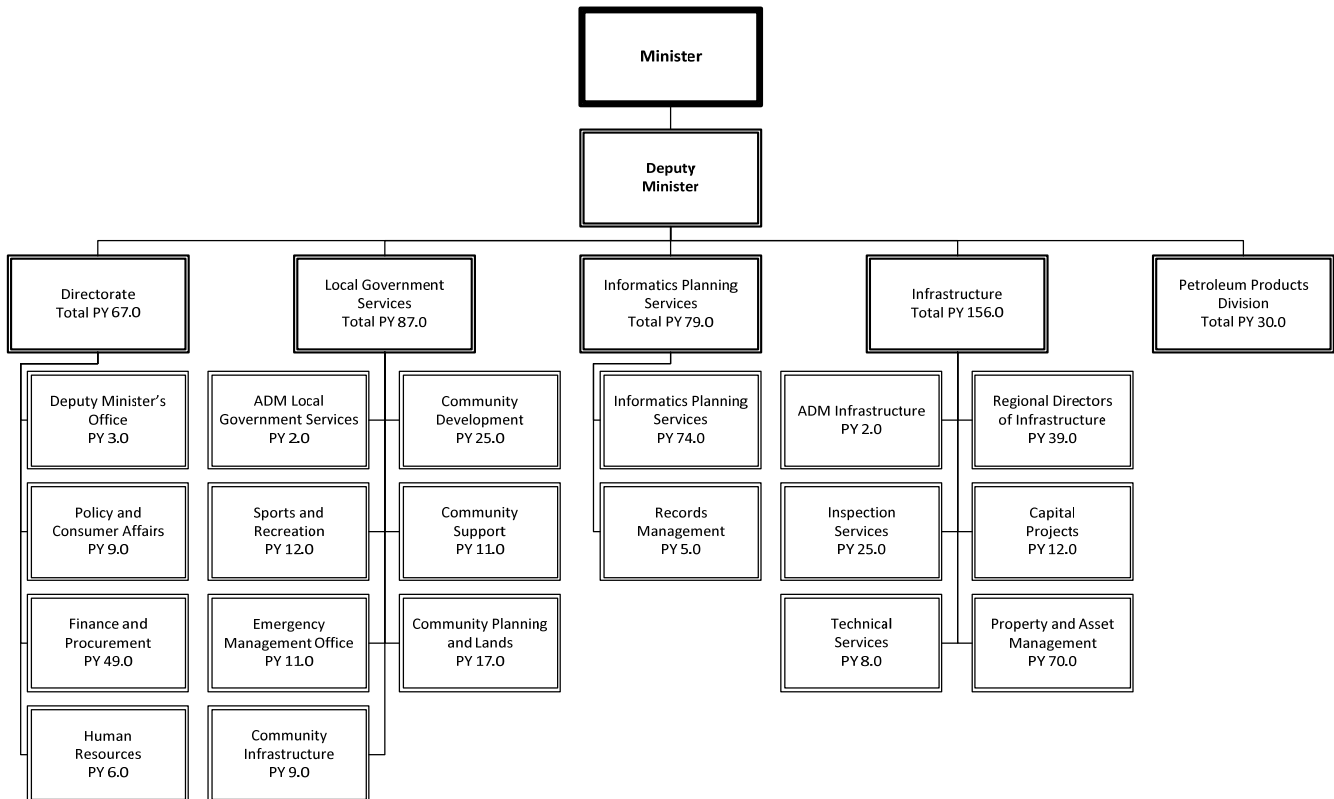 Minister
Deputy
Minister
Directorate
Total PY 67.0
Local Government
Services
Total PY 87.0
Informatics Planning
Services
Total PY 79.0
Infrastructure
Total PY 156.0
Petroleum Products
Division
Total PY 30.0
Deputy Minister's
Office
PY 3.0
ADM Local
Government Services
PY 2.0
Community
Development
PY 25.0
Informatics Planning
Services
PY 74.0
ADM Infrastructure
PY 2.0
Regional Directors
of Infrastructure
PY 39.0
Policy and
Consumer Affairs
PY 9.0
Sports and
Recreation
PY 12.0
Community
Support
PY 11.0
Records
Management
PY 5.0
Inspection
Services
PY 25.0
Capital
Projects
PY 12.0
Finance and
Procurement
PY 49.0
Emergency
Management Office
PY 11.0
Community Planning
and Lands
PY 17.0
Technical
Services
PY 8.0
Property and Asset
Management
PY 70.0
Human
Resources
PY 6.0
Community
Infrastructure
PY 9.0